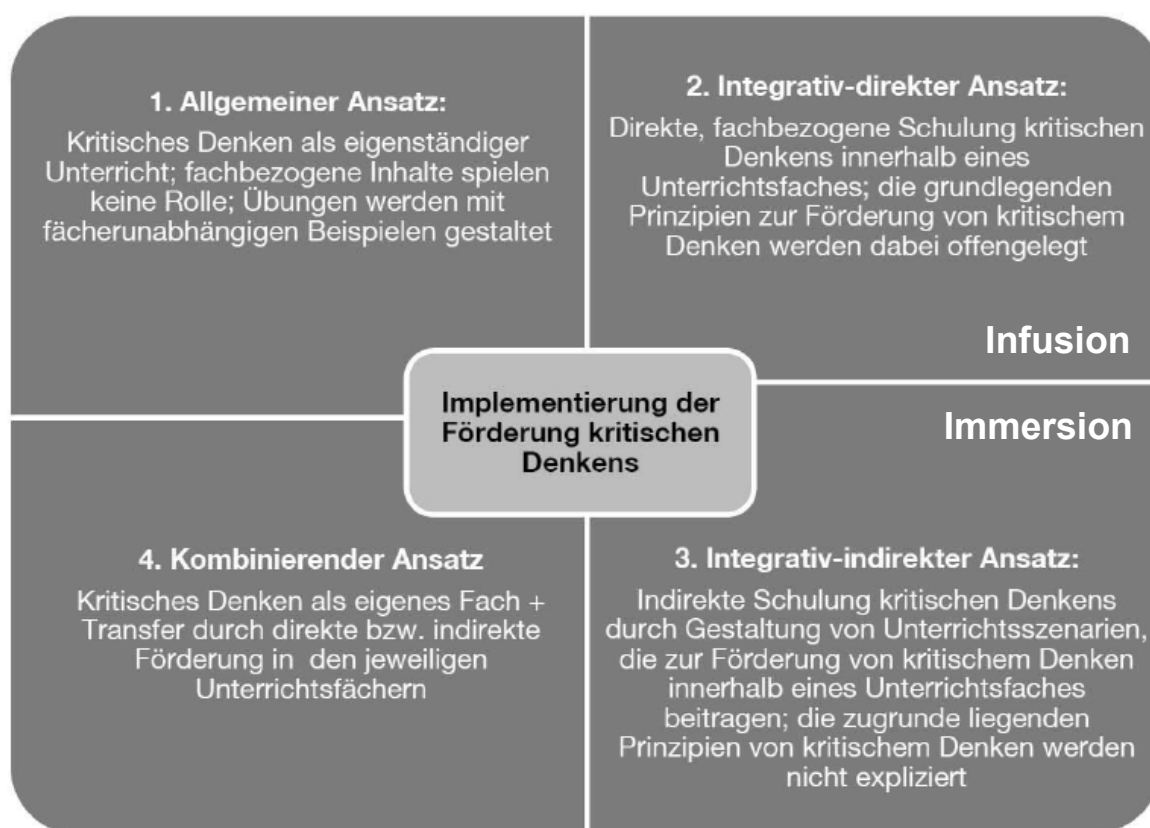 1. Allgemeiner Ansatz:
Kritisches Denken als eigenständiger
Unterricht; fachbezogene Inhalte spielen
keine Rolle; Übungen werden mit
fächerunabhängigen Beispielen gestaltet
2. Integrativ-direkter Ansatz:
Direkte, fachbezogene Schulung kritischen
Denkens innerhalb eines
Unterrichtsfaches; die grundlegenden
Prinzipien zur Förderung von kritischem
Denken werden dabei offengelegt
Infusion
Implementierung der
Förderung kritischen
Denkens
Immersion
4. Kombinierender Ansatz
Kritisches Denken als eigenes Fach +
Transfer durch direkte bzw. indirekte
Förderung in den jeweiligen
Unterrichtsfächern
3. Integrativ-indirekter Ansatz:
Indirekte Schulung kritischen Denkens
durch Gestaltung von Unterrichtsszenarien,
die zur Förderung von kritischem Denken
innerhalb eines Unterrichtsfaches
beitragen; die zugrunde liegenden
Prinzipien von kritischem Denken werden
nicht expliziert